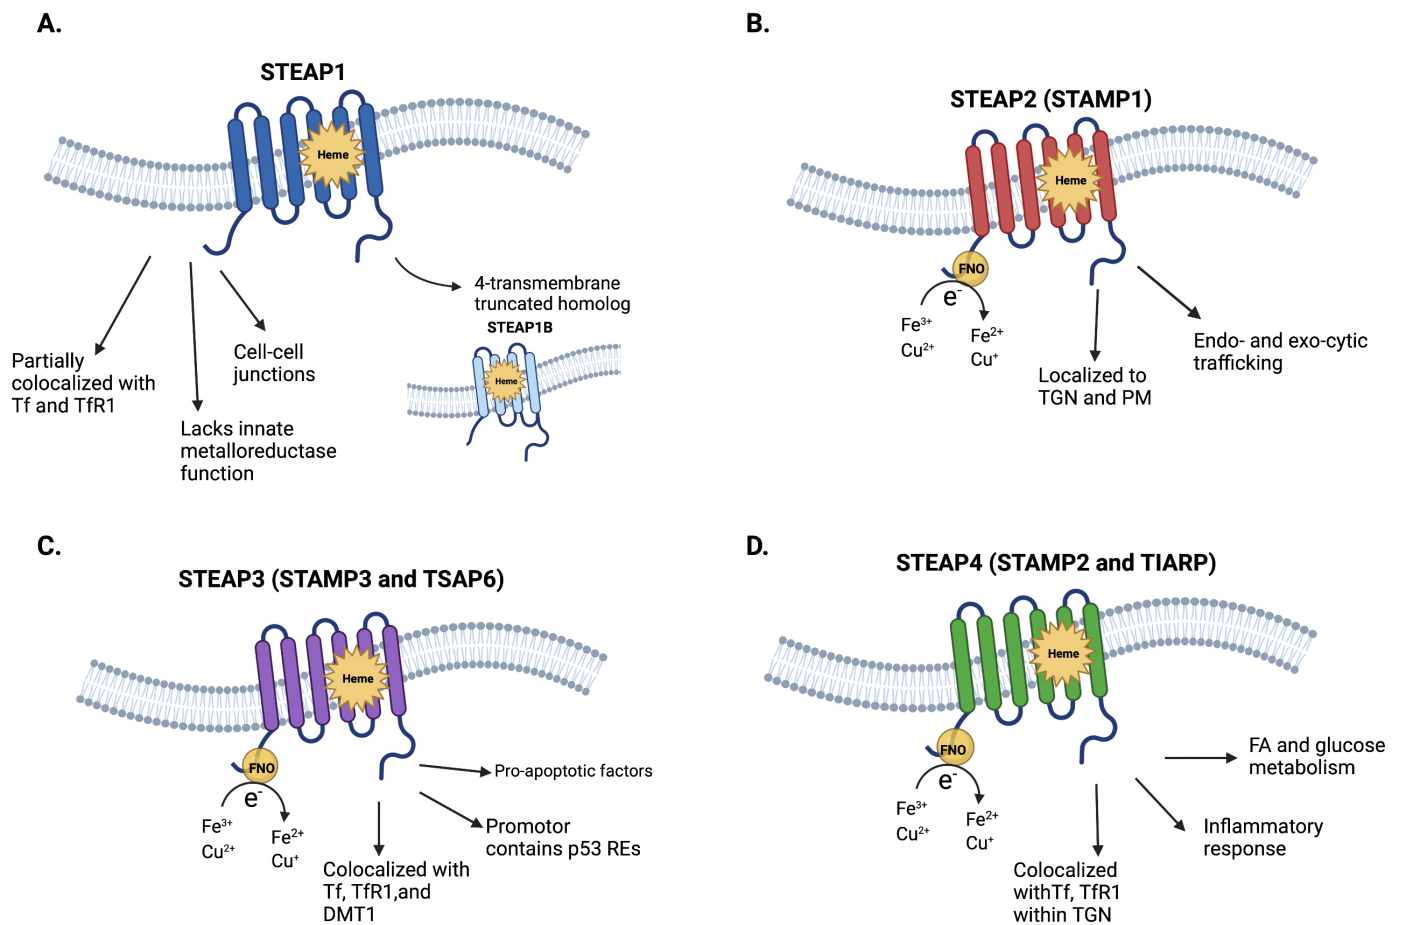 A.
STEAP1
Heme
Partially
colocalized with
Tf and TfR1
Lacks innate
metalloreductase
function
Cell-cell
junctions
4-transmembrane
truncated homolog
STEAP1B
Heme
B.
STEAP2 (STAMP1)
Heme
FNO
e-
Fe3+
Cu2+
Fe2+
Cu+
Localized to
TGN and PM
Endo- and exo-cytic
trafficking
C.
STEAP3 (STAMP3 and TSAP6)
Heme
FNO
e-
Fe3+
Cu2+
Fe2+
Cu+
Pro-apoptotic factors
Promotor
contains p53 REs
Colocalized with
Tf, TfR1,and
DMT1
D.
STEAP4 (STAMP2 and TIARP)
Heme
FNO
e-
Fe3+
Cu2+
Fe2+
Cu+
FA and glucose
metabolism
Inflammatory
response
Colocalized
withTf, TfR1
within TGN